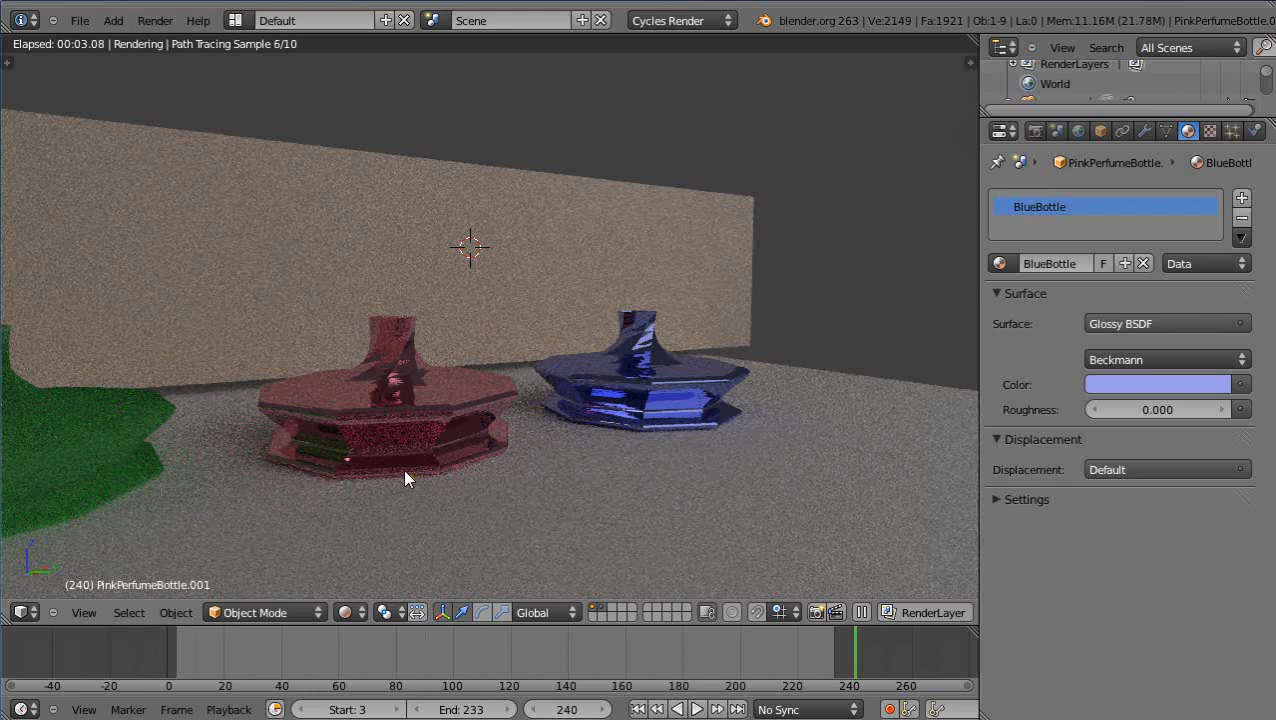 File Add Render Help Default Scene Cycles Render blender.org 263 | Ve:2149 | Fa:1921 | Ob:1-9 | La:0 | Mem:11.16M (21.78M) | PinkPerfumeBottle.0
Elapsed: 00:03.08 | Rendering | Path Tracing Sample 6/10
View Search All Scenes
RenderLayers
World
PinkPerfumeBottle. BlueBottl
BlueBottle
BlueBottle F Data
Surface
Surface: Glossy BSDF
Beckmann
Color:
Roughness: 0.000
Displacement
Displacement: Default
Settings
(240) PinkPerfumeBottle.001
View Select Object Object Mode Global RenderLayer
-40 -20 0 20 40 60 80 100 120 140 160 180 200 220 240 260
View Marker Frame Playback Start: 3 End: 233 240 No Sync